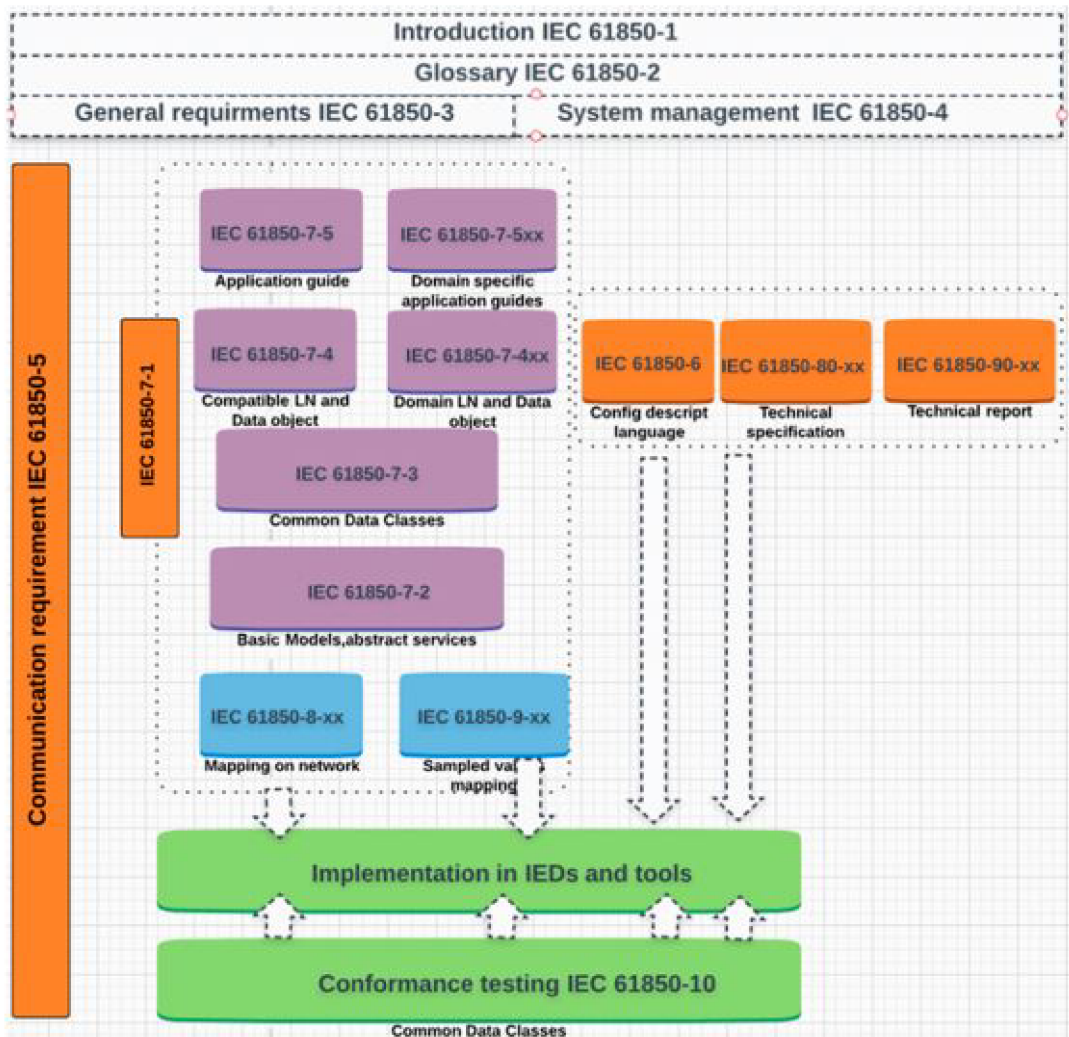 Introduction IEC 61850-1
Glossary IEC 61850-2
General requirments IEC 61850-3
System management IEC 61850-4
Communication requirement IEC 61850-5
IEC 61850-7-1
IEC 61850-7-5
Application guide
IEC 61850-7-5xx
Domain specific
application guides
IEC 61850-7-4
Compatible LN and
Data object
IEC 61850-7-4xx
Domain LN and Data
object
IEC 61850-7-3
Common Data Classes
IEC 61850-7-2
Basic Models,abstract services
IEC 61850-8-xx
Mapping on network
IEC 61850-9-xx
Sampled
mapping
IEC 61850-6
Config descript
language
IEC 61850-80-xx
Technical
specification
IEC 61850-90-xx
Technical report
Implementation in IEDs and tools
Conformance testing IEC 61850-10
Common Data Classes